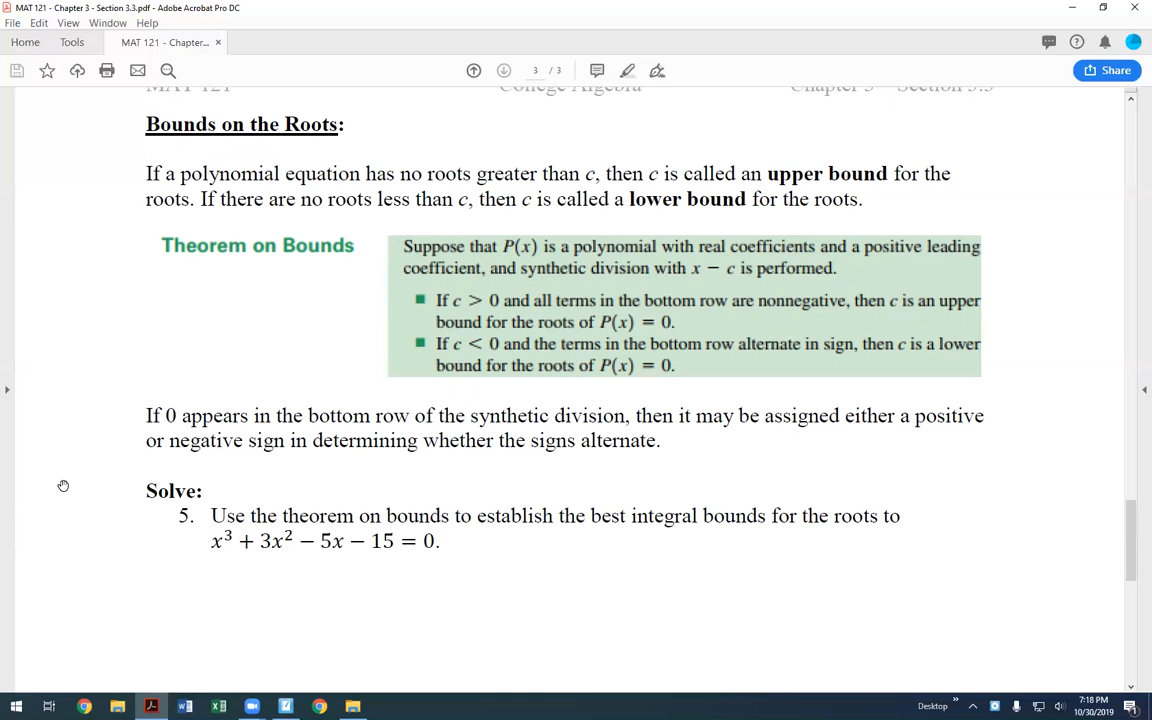 MAT 121 - Chapter 3 - Section 3.3.pdf - Adobe Acrobat Pro DC
File Edit View Window Help
Home Tools MAT 121 - Chapter... ×
3 / 3 Share
MAT 121 College Algebra Chapter 3 – Section 3.3
Bounds on the Roots:
If a polynomial equation has no roots greater than c, then c is called an upper bound for the
roots. If there are no roots less than c, then c is called a lower bound for the roots.
Theorem on Bounds
Suppose that P(x) is a polynomial with real coefficients and a positive leading
coefficient, and synthetic division with x − c is performed.
■ If c > 0 and all terms in the bottom row are nonnegative, then c is an upper
bound for the roots of P(x) = 0.
■ If c < 0 and the terms in the bottom row alternate in sign, then c is a lower
bound for the roots of P(x) = 0.
If 0 appears in the bottom row of the synthetic division, then it may be assigned either a positive
or negative sign in determining whether the signs alternate.
Solve:
5. Use the theorem on bounds to establish the best integral bounds for the roots to
x³ + 3x² − 5x − 15 = 0.
Desktop
7:18 PM
10/30/2019